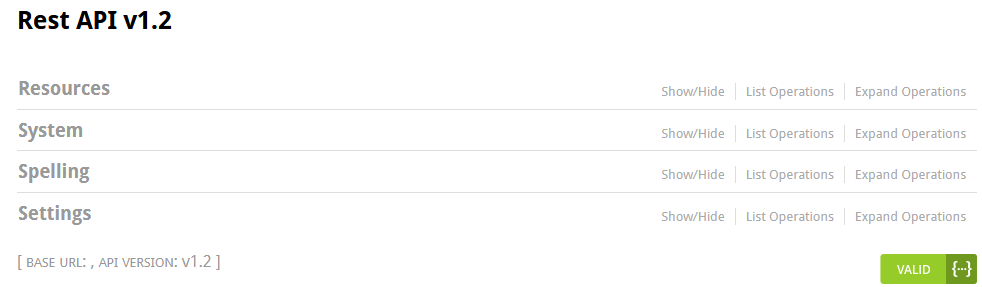 Rest API v1.2
Resources Show/Hide List Operations Expand Operations
System Show/Hide List Operations Expand Operations
Spelling Show/Hide List Operations Expand Operations
Settings Show/Hide List Operations Expand Operations
[ BASE URL: , API VERSION: v1.2 ] VALID {···}